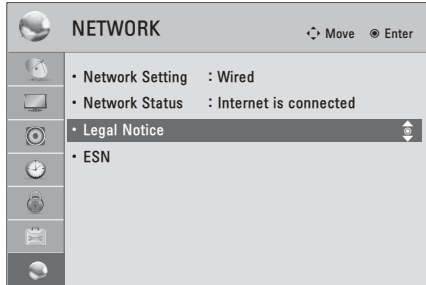 NETWORK
Move
Enter
• Network Setting : Wired
• Network Status : Internet is connected
• Legal Notice
• ESN